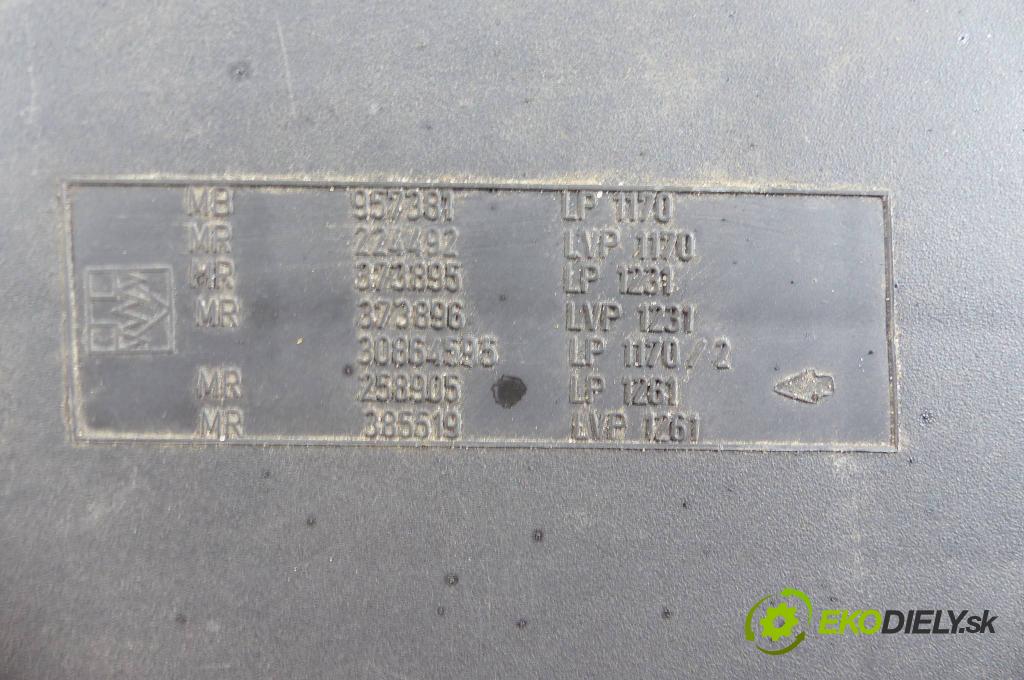 MB 957381 LP 1170
MR 224492 LVP 1170
MR 373895 LP 1231
MR 373896 LVP 1231
30864595 LP 1170/2
MR 258905 LP 1261
MR 385519 LVP 1261
EKODIELY.sk